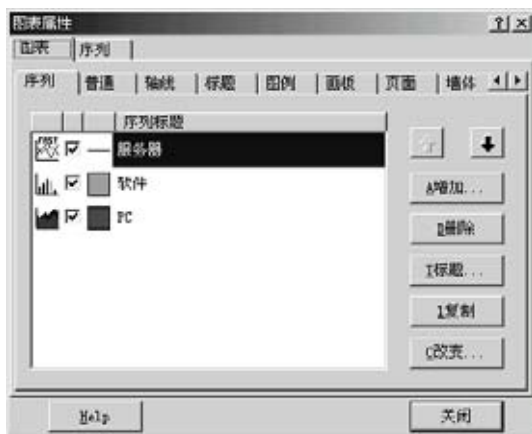 图表属性
图表 序列
序列 普通 轴线 标题 图例 画板 页面 墙体
序列标题
服务器
软件
PC
A增加...
D删除
T标题...
I复制
C改变...
Help 关闭